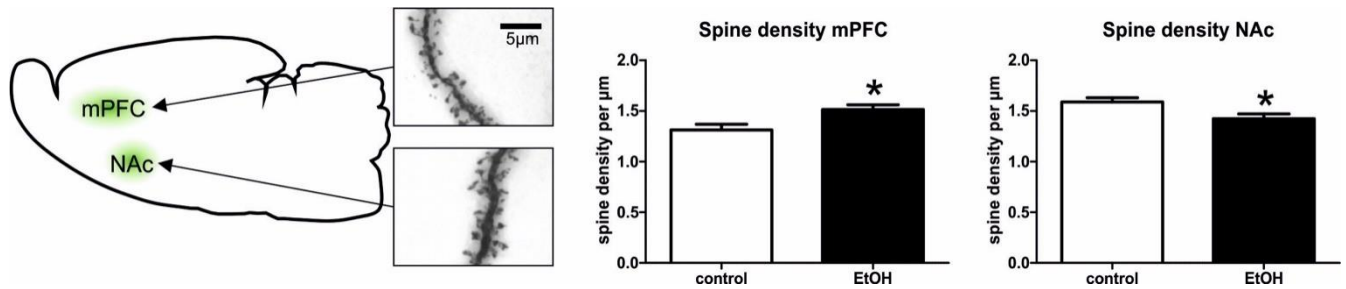 mPFC
NAc
5µm
Spine density mPFC
spine density per µm
2.0
1.5
1.0
0.5
0.0
*
control
EtOH
Spine density NAc
spine density per µm
2.0
1.5
1.0
0.5
0.0
*
control
EtOH